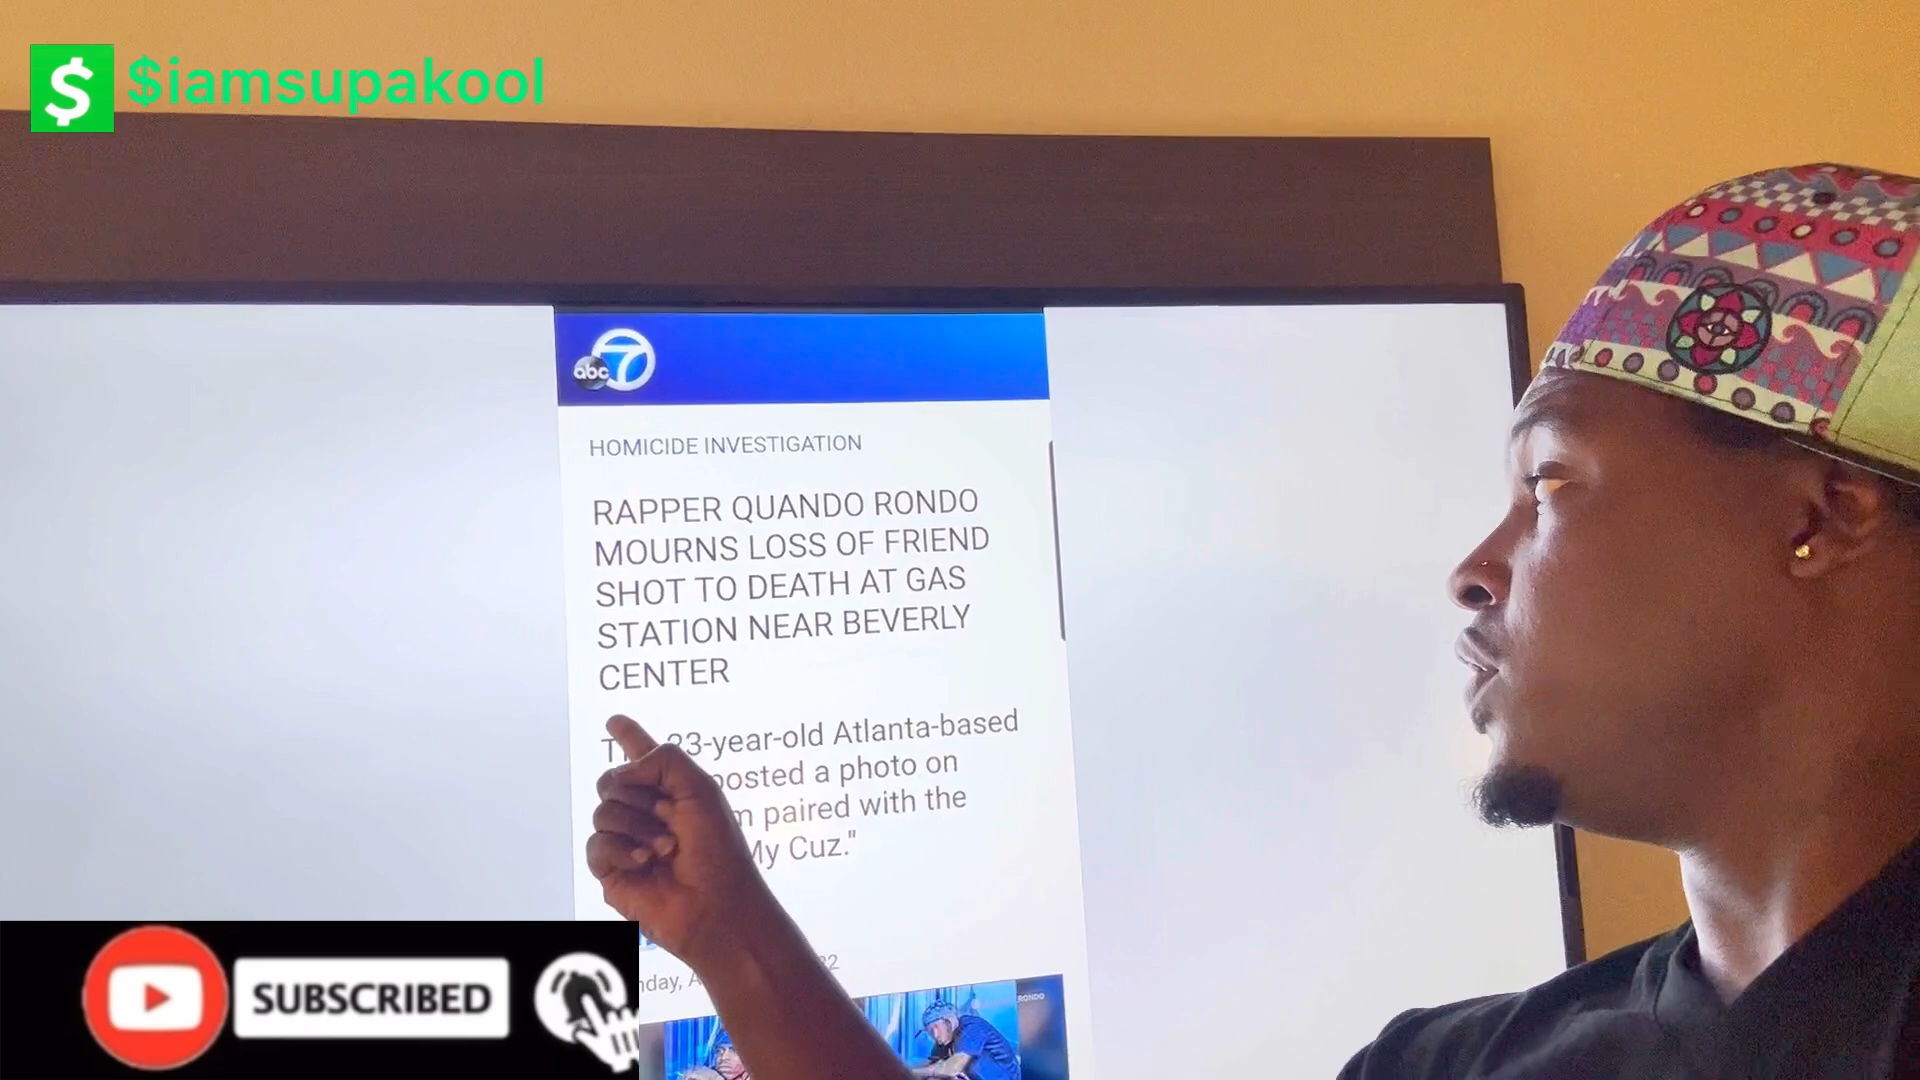 $ $iamsupakool
abc 7
HOMICIDE INVESTIGATION
RAPPER QUANDO RONDO
MOURNS LOSS OF FRIEND
SHOT TO DEATH AT GAS
STATION NEAR BEVERLY
CENTER
23-year-old Atlanta-based
posted a photo on
paired with the
My Cuz."
RONDO
SUBSCRIBED